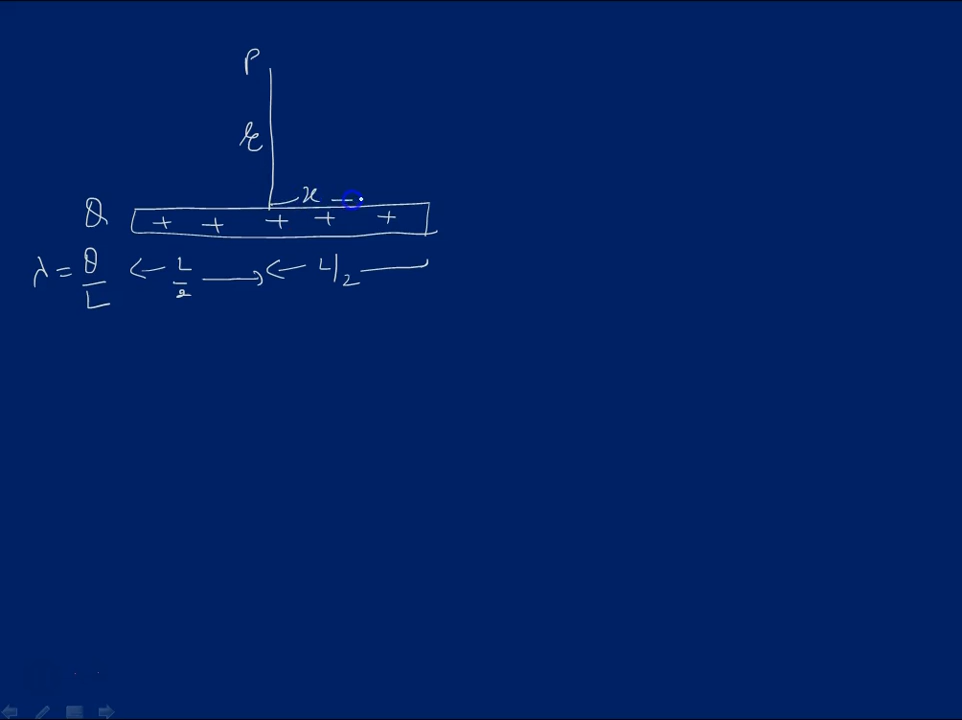 P
r
x
Q + + + + +
λ = Q/L L/2 L/2